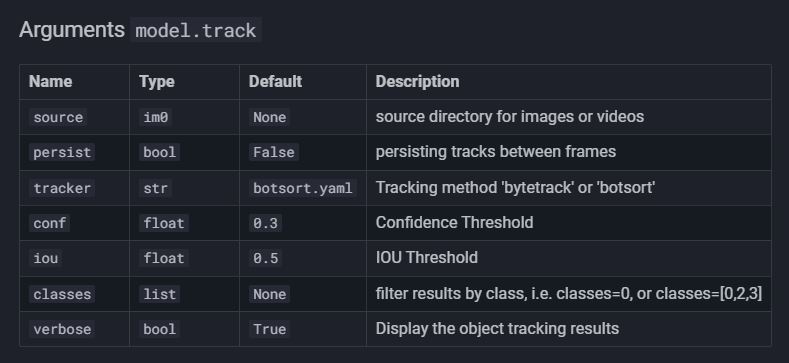 Arguments model.track
Name Type Default Description
source im0 None source directory for images or videos
persist bool False persisting tracks between frames
tracker str botsort.yaml Tracking method 'bytetrack' or 'botsort'
conf float 0.3 Confidence Threshold
iou float 0.5 IOU Threshold
classes list None filter results by class, i.e. classes=0, or classes=[0,2,3]
verbose bool True Display the object tracking results